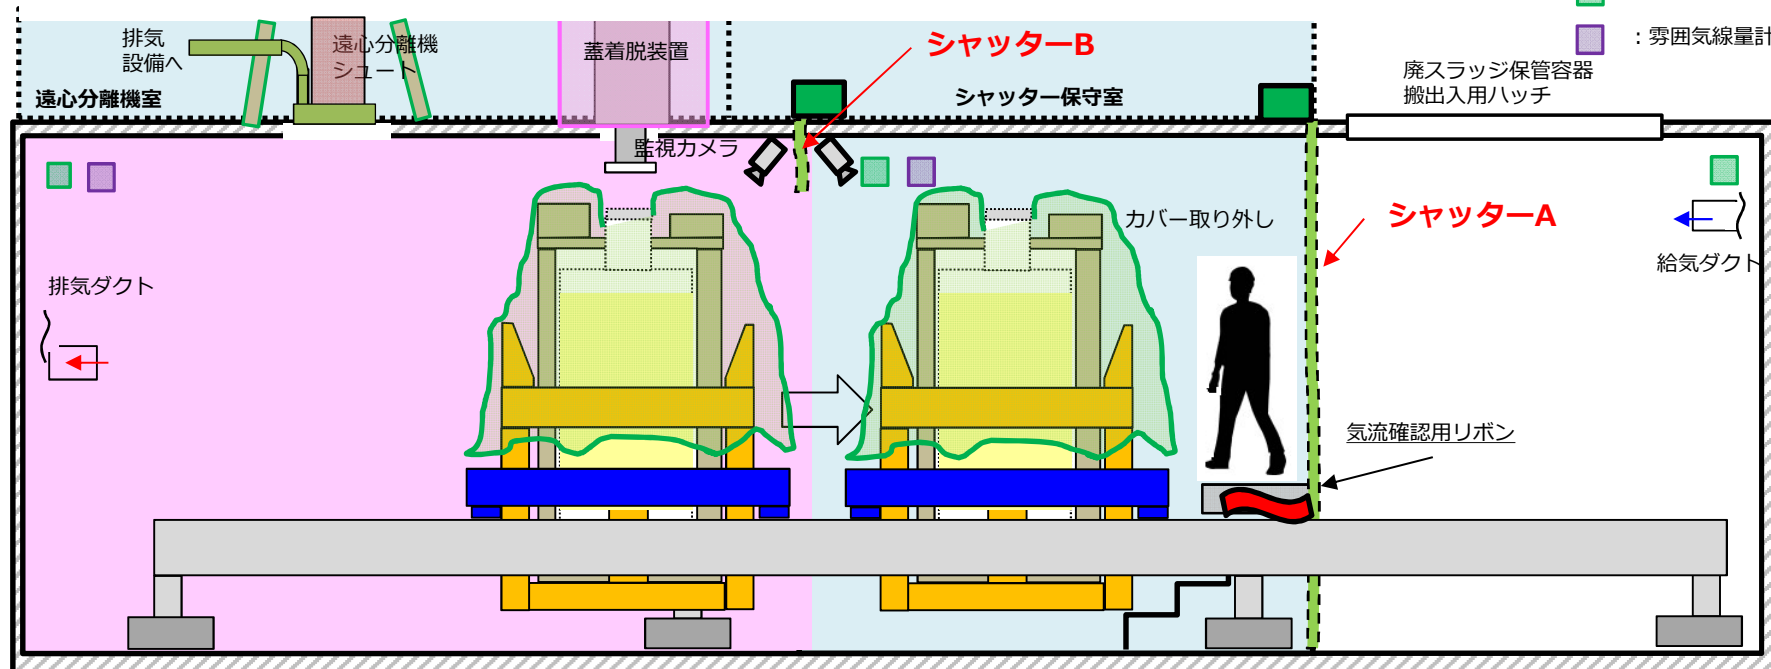 排気
設備へ
遠心分離機
シュート
蓋着脱装置
シャッターB
：雰囲気線量計
廃スラッジ保管容器
搬出入用ハッチ
遠心分離機室
シャッター保守室
監視カメラ
カバー取り外し
シャッターA
給気ダクト
排気ダクト
気流確認用リボン